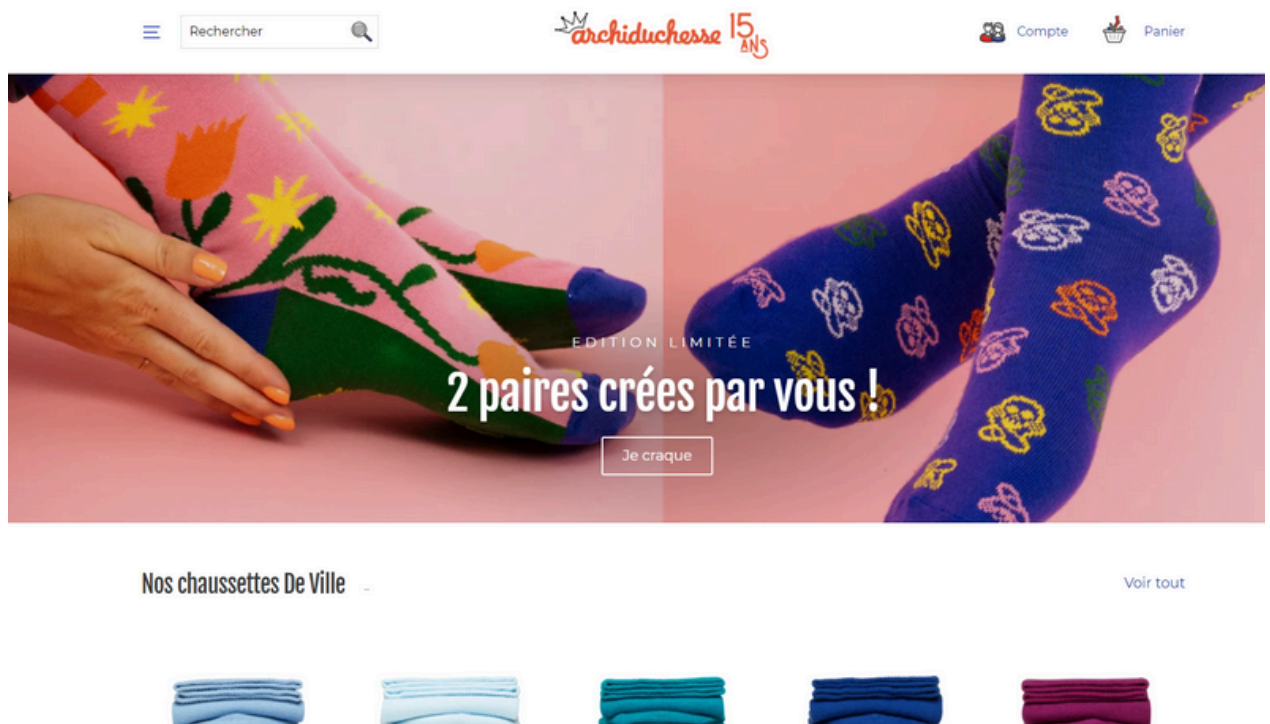 Rechercher
archiduchesse 15 ANS
Compte
Panier
EDITION LIMITÉE
2 paires crées par vous !
Je craque
Nos chaussettes De Ville
Voir tout